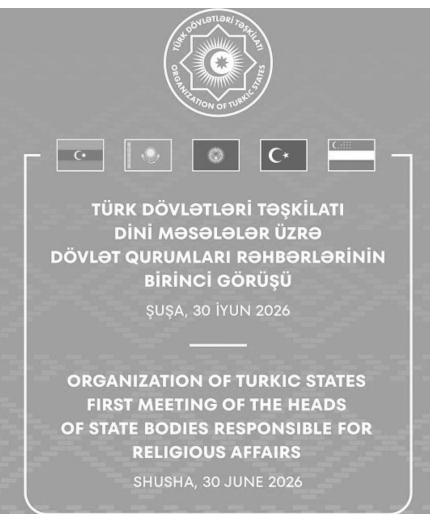 TÜRK DÖVLƏTLƏRİ TƏŞKİLATI
ORGANIZATION OF TURKIC STATES
TÜRK DÖVLƏTLƏRİ TƏŞKİLATI
DİNİ MƏSƏLƏLƏR ÜZRƏ
DÖVLƏT QURUMLARI RƏHBƏRLƏRİNİN
BİRİNCİ GÖRÜŞÜ
ŞUŞA, 30 İYUN 2026
ORGANIZATION OF TURKIC STATES
FIRST MEETING OF THE HEADS
OF STATE BODIES RESPONSIBLE FOR
RELIGIOUS AFFAIRS
SHUSHA, 30 JUNE 2026